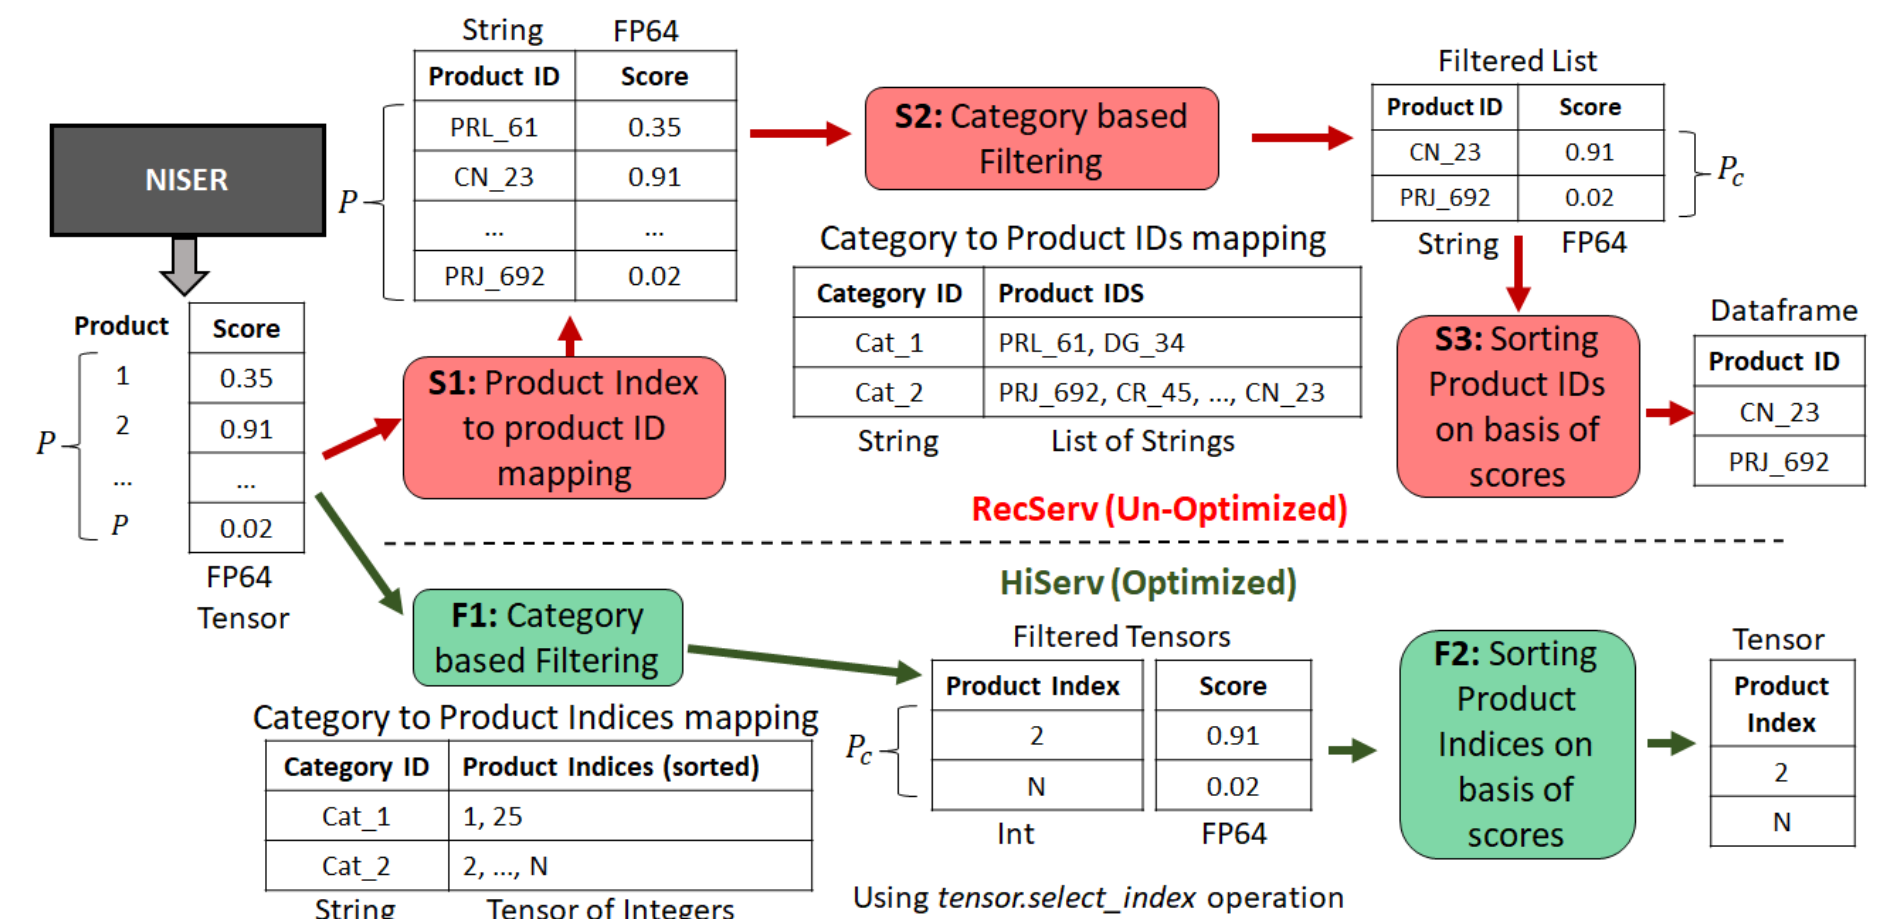 String FP64
Product ID Score
PRL_61 0.35
CN_23 0.91
... ...
PRJ_692 0.02
P
NISER
Product Score
1 0.35
2 0.91
... ...
P 0.02
P
FP64
Tensor
S1: Product Index
to product ID
mapping
S2: Category based
Filtering
Category to Product IDs mapping
Category ID Product IDS
Cat_1 PRL_61, DG_34
Cat_2 PRJ_692, CR_45, ..., CN_23
String List of Strings
Filtered List
Product ID Score
CN_23 0.91
PRJ_692 0.02
Pc
String FP64
S3: Sorting
Product IDs
on basis of
scores
Dataframe
Product ID
CN_23
PRJ_692
RecServ (Un-Optimized)
HiServ (Optimized)
F1: Category
based Filtering
Category to Product Indices mapping
Category ID Product Indices (sorted)
Cat_1 1, 25
Cat_2 2, ..., N
String Tensor of Integers
Filtered Tensors
Product Index Score
2 0.91
N 0.02
Pc
Int FP64
Using tensor.select_index operation
F2: Sorting
Product
Indices on
basis of
scores
Tensor
Product
Index
2
N